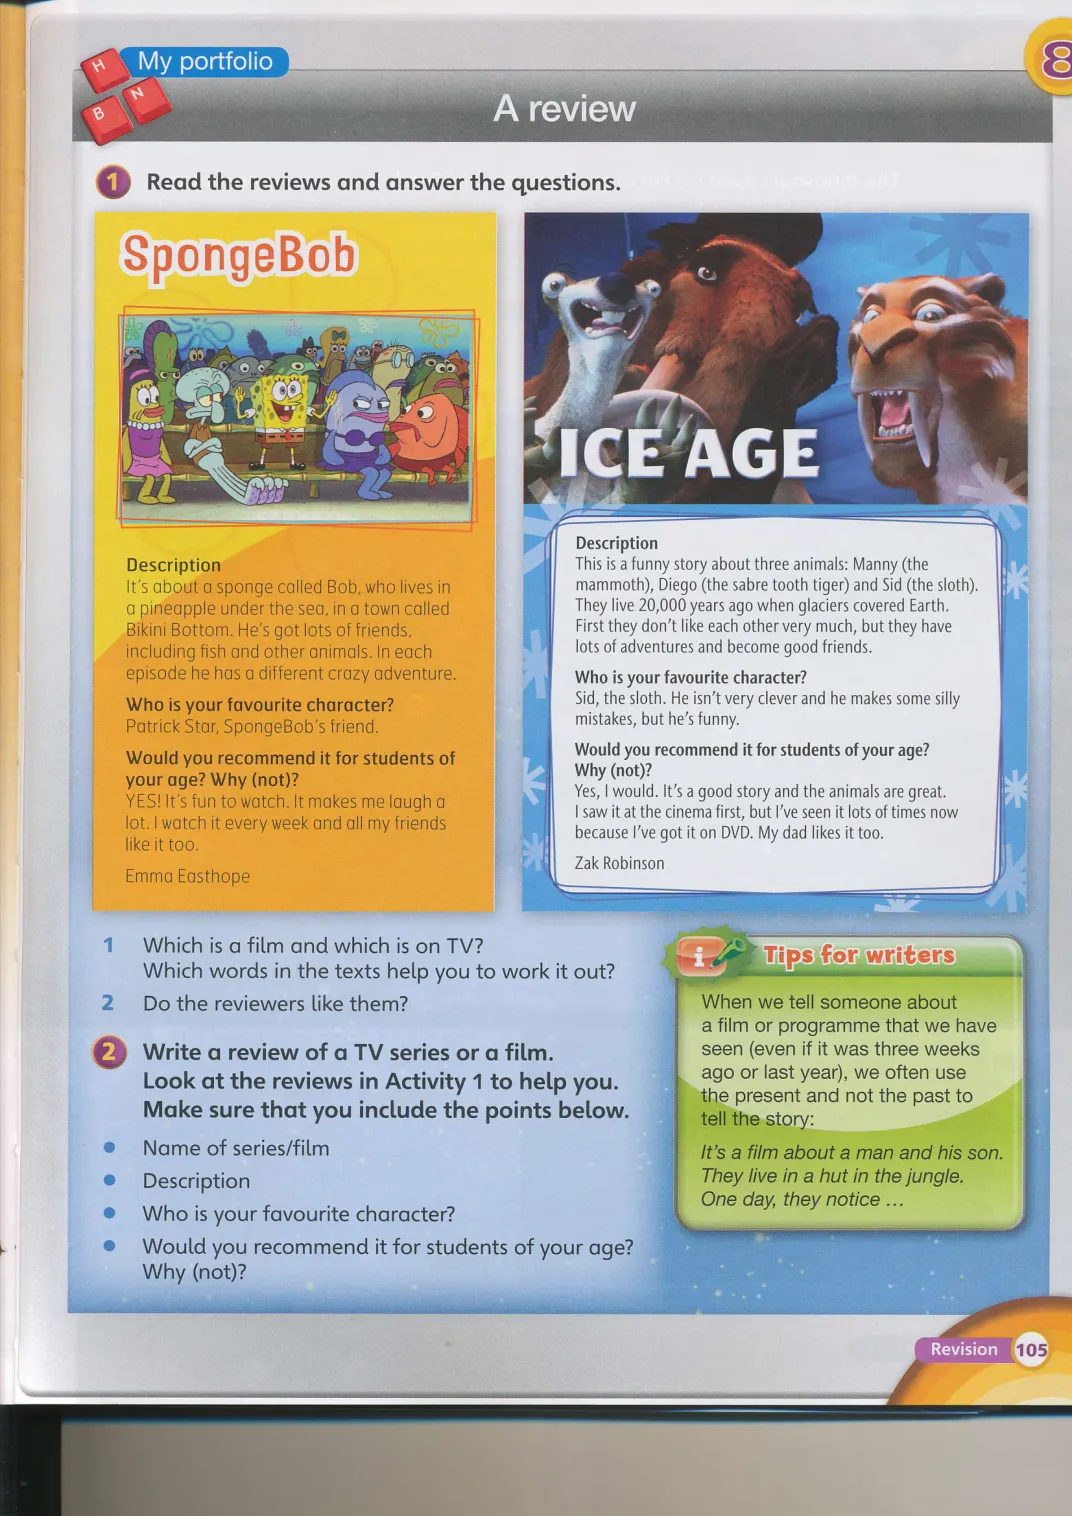 My portfolio
H
B
N
8
A review
1 Read the reviews and answer the questions.
SpongeBob
Description
It's about a sponge called Bob, who lives in
a pineapple under the sea, in a town called
Bikini Bottom. He's got lots of friends,
including fish and other animals. In each
episode he has a different crazy adventure.
Who is your favourite character?
Patrick Star, SpongeBob's friend.
Would you recommend it for students of
your age? Why (not)?
YES! It's fun to watch. It makes me laugh a
lot. I watch it every week and all my friends
like it too.
Emma Easthope
ICE AGE
Description
This is a funny story about three animals: Manny (the
mammoth), Diego (the sabre tooth tiger) and Sid (the sloth).
They live 20,000 years ago when glaciers covered Earth.
First they don't like each other very much, but they have
lots of adventures and become good friends.
Who is your favourite character?
Sid, the sloth. He isn't very clever and he makes some silly
mistakes, but he's funny.
Would you recommend it for students of your age?
Why (not)?
Yes, I would. It's a good story and the animals are great.
I saw it at the cinema first, but I've seen it lots of times now
because I've got it on DVD. My dad likes it too.
Zak Robinson
1 Which is a film and which is on TV?
Which words in the texts help you to work it out?
2 Do the reviewers like them?
2 Write a review of a TV series or a film.
Look at the reviews in Activity 1 to help you.
Make sure that you include the points below.
• Name of series/film
• Description
• Who is your favourite character?
• Would you recommend it for students of your age?
Why (not)?
i
Tips for writers
When we tell someone about
a film or programme that we have
seen (even if it was three weeks
ago or last year), we often use
the present and not the past to
tell the story:
It's a film about a man and his son.
They live in a hut in the jungle.
One day, they notice ...
Revision 105